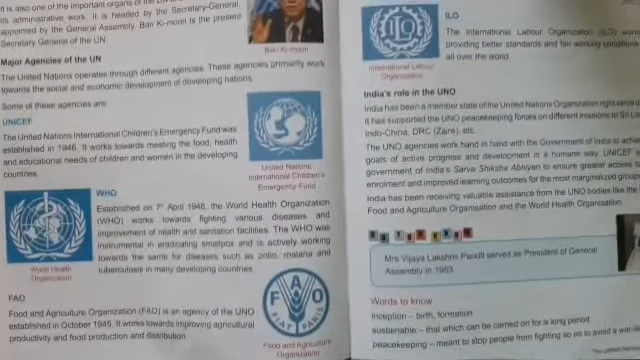 It is also one of the important organs of the
its administrative work. It is headed by the Secretary-General,
appointed by the General Assembly. Ban Ki-moon is the present
Secretary General of the UN.
Ban Ki-moon
Major Agencies of the UN
The United Nations operates through different agencies. These agencies primarily work
towards the social and economic development of developing nations.
Some of these agencies are:
UNICEF
The United Nations International Children's Emergency Fund was
established in 1946. It works towards meeting the food, health
and educational needs of children and women in the developing
countries.
United Nations
International Children's
Emergency Fund
WHO
Established on 7th April 1948, the World Health Organization
(WHO) works towards fighting various diseases and
improvement of health and sanitation facilities. The WHO was
instrumental in eradicating smallpox and is actively working
towards the same for diseases such as polio, malaria and
tuberculosis in many developing countries.
World Health
Organization
FAO
Food and Agriculture Organization (FAO) is an agency of the UNO
established in October 1945. It works towards improving agricultural
productivity and food production and distribution.
F A O
FIAT PANIS
Food and Agriculture
Organization
ILO
The International Labour Organization (ILO)
providing better standards and fair working conditions
all over the world.
International Labour
Organization
India's role in the UNO
India has been a member state of the United Nations Organization right since
It has supported the UNO peacekeeping forces on different missions to Sri
Indo-China, DRC (Zaire), etc.
The UNO agencies work hand in hand with the Government of India to
goals of active progress and development in a humane way. UNICEF
government of India's Sarva Shiksha Abhiyan to ensure greater access
enrolment and improved learning outcomes for the most marginalized
India has been receiving valuable assistance from the UNO bodies like the
Food and Agriculture Organisation and the World Health Organisation.
Mrs Vijaya Lakshmi Pandit served as President of General
Assembly in 1953.
Words to know
inception – birth, formation
sustainable – that which can be carried on for a long period
peacekeeping – meant to stop people from fighting so as to avoid a war
The United